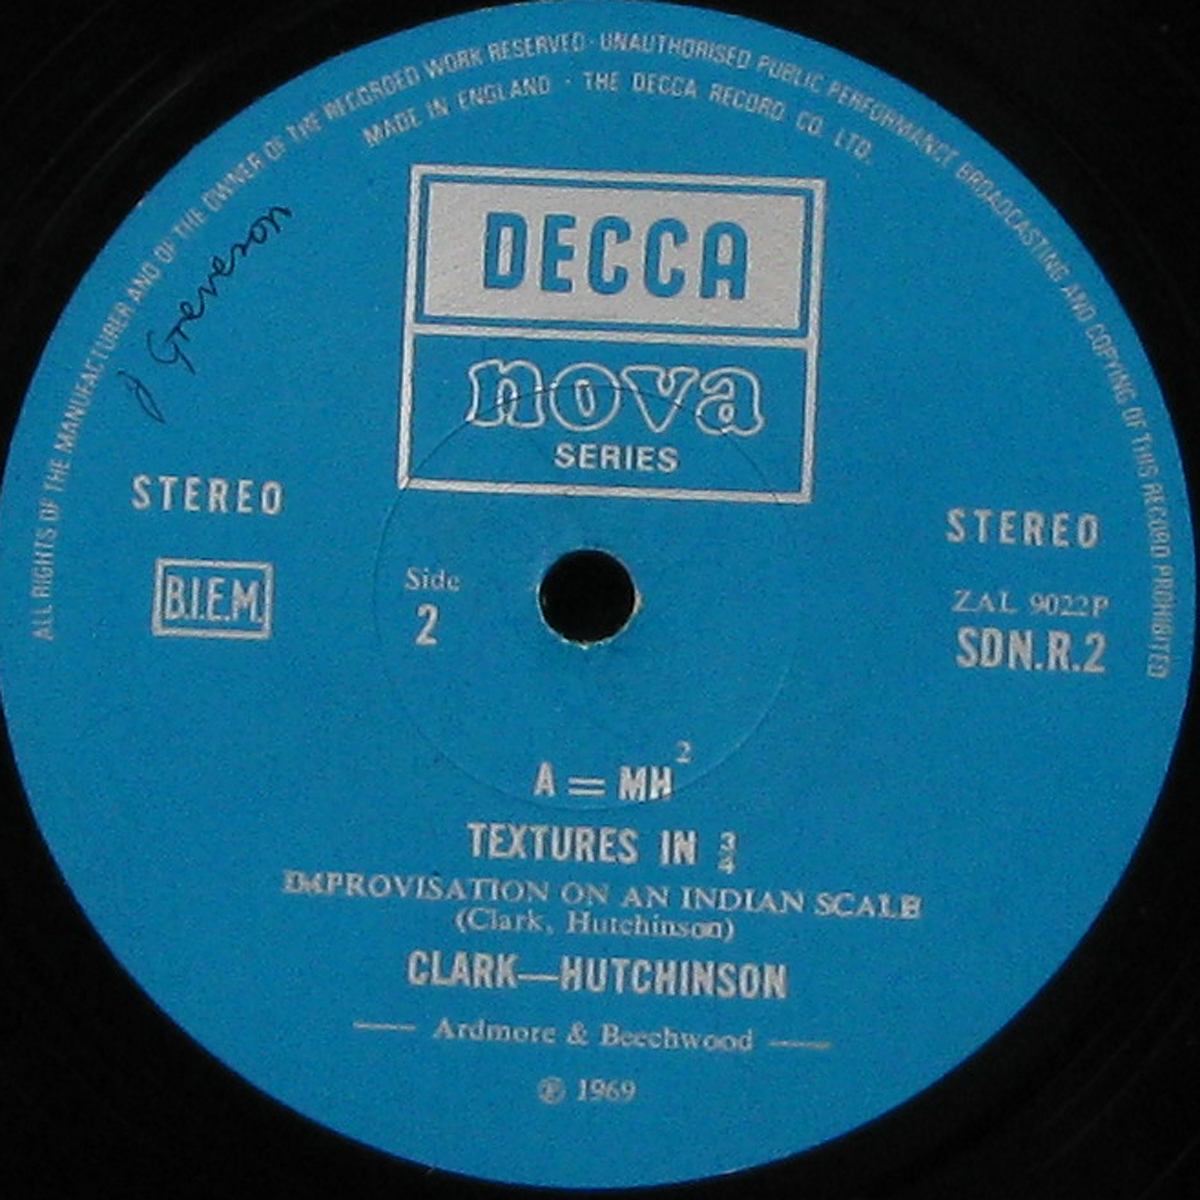 ALL RIGHTS OF THE MANUFACTURER AND OF THE OWNER OF THE RECORDED WORK RESERVED · UNAUTHORISED PUBLIC PERFORMANCE BROADCASTING AND COPYING OF THIS RECORD PROHIBITED
MADE IN ENGLAND · THE DECCA RECORD CO. LTD.
J Greveson
DECCA
nova
SERIES
STEREO
STEREO
B.I.E.M.
Side
2
ZAL 9022P
SDN.R.2
A = MH²
TEXTURES IN 3/4
IMPROVISATION ON AN INDIAN SCALE
(Clark, Hutchinson)
CLARK—HUTCHINSON
— Ardmore & Beechwood —
℗ 1969